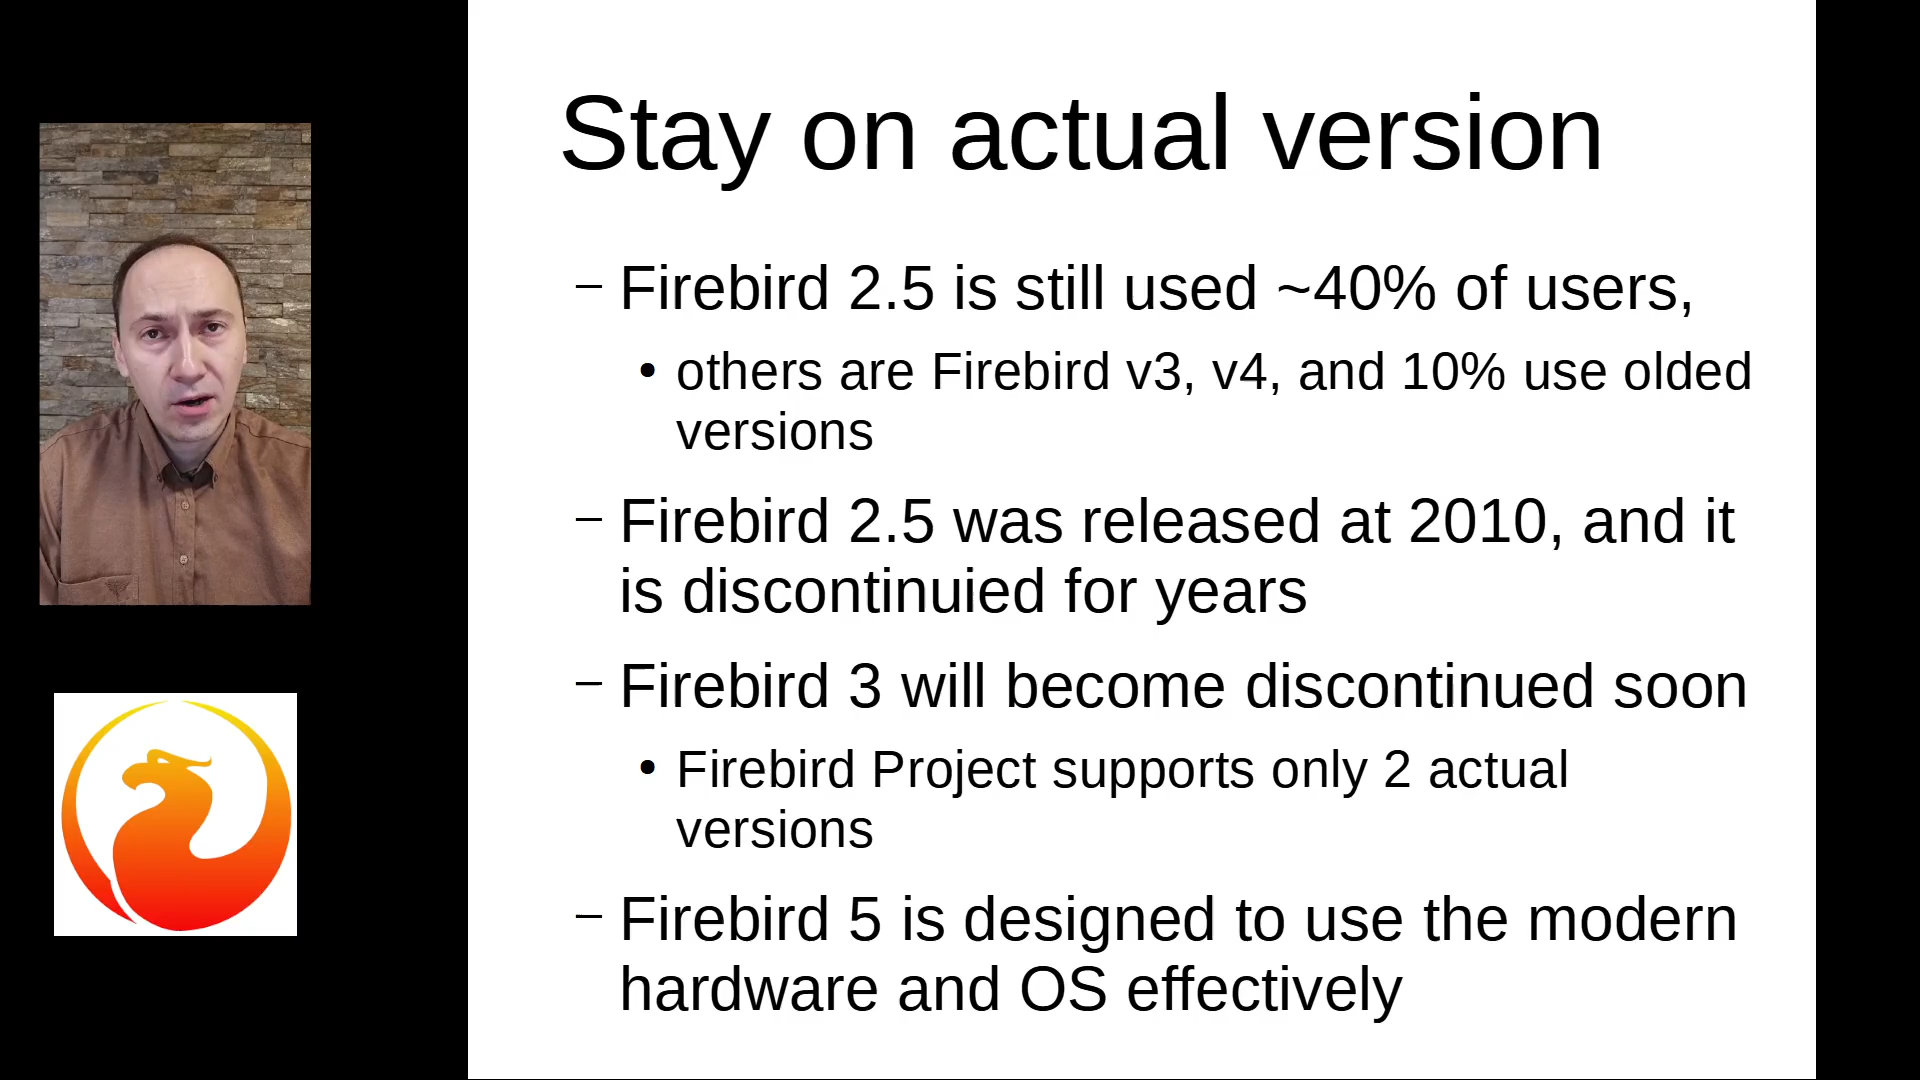 Stay on actual version
– Firebird 2.5 is still used ~40% of users,
• others are Firebird v3, v4, and 10% use olded
versions
– Firebird 2.5 was released at 2010, and it
is discontinuied for years
– Firebird 3 will become discontinued soon
• Firebird Project supports only 2 actual
versions
– Firebird 5 is designed to use the modern
hardware and OS effectively